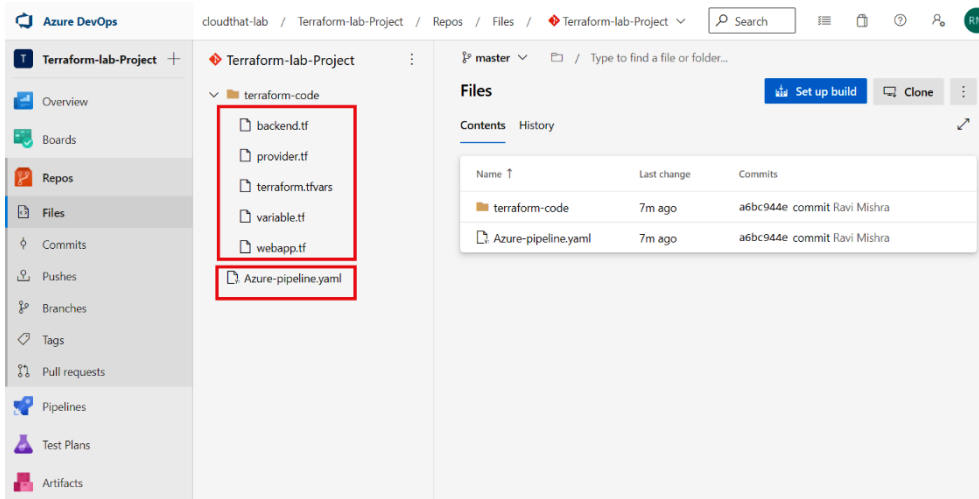 Azure DevOps
cloudthat-lab / Terraform-lab-Project / Repos / Files / Terraform-lab-Project
Search
RM
T Terraform-lab-Project
Overview
Boards
Repos
Files
Commits
Pushes
Branches
Tags
Pull requests
Pipelines
Test Plans
Artifacts
Terraform-lab-Project
terraform-code
backend.tf
provider.tf
terraform.tfvars
variable.tf
webapp.tf
Azure-pipeline.yaml
master / Type to find a file or folder...
Files
Set up build
Clone
Contents History
Name ↑ Last change Commits
terraform-code 7m ago a6bc944e commit Ravi Mishra
Azure-pipeline.yaml 7m ago a6bc944e commit Ravi Mishra